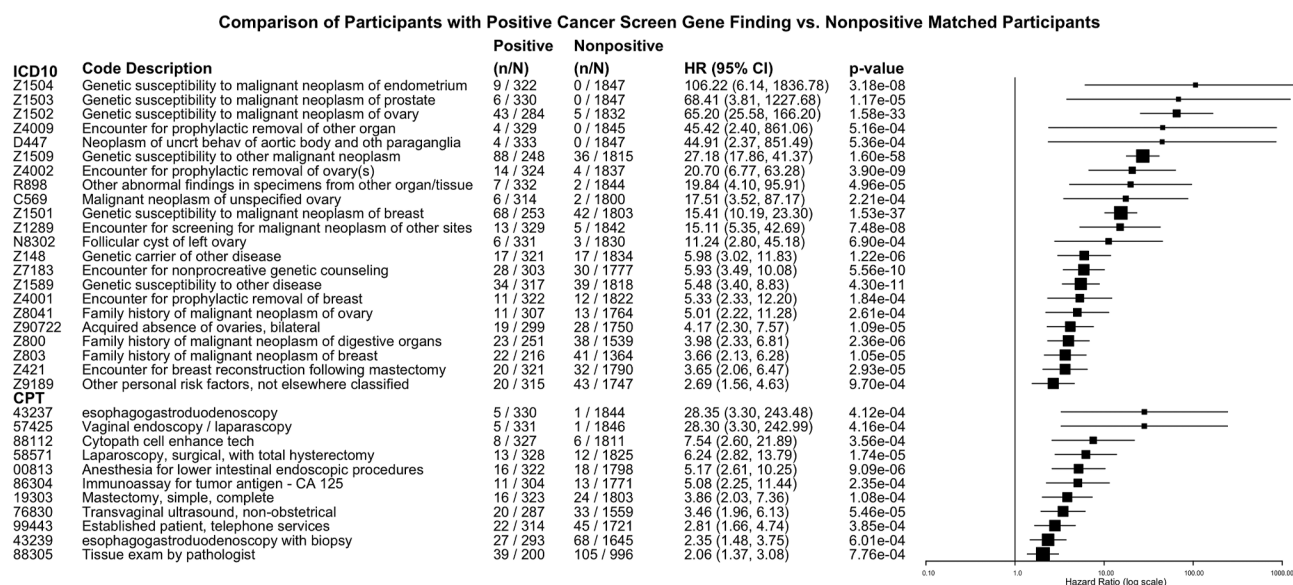 Comparison of Participants with Positive Cancer Screen Gene Finding vs. Nonpositive Matched Participants
Positive Nonpositive
ICD10 Code Description (n/N) (n/N) HR (95% CI) p-value
Z1504 Genetic susceptibility to malignant neoplasm of endometrium 9 / 322 0 / 1847 106.22 (6.14, 1836.78) 3.18e-08
Z1503 Genetic susceptibility to malignant neoplasm of prostate 6 / 330 0 / 1847 68.41 (3.81, 1227.68) 1.17e-05
Z1502 Genetic susceptibility to malignant neoplasm of ovary 43 / 284 5 / 1832 65.20 (25.58, 166.20) 1.58e-33
Z4009 Encounter for prophylactic removal of other organ 4 / 329 0 / 1845 45.42 (2.40, 861.06) 5.16e-04
D447 Neoplasm of uncrt behav of aortic body and oth paraganglia 4 / 333 0 / 1847 44.91 (2.37, 851.49) 5.36e-04
Z1509 Genetic susceptibility to other malignant neoplasm 88 / 248 36 / 1815 27.18 (17.86, 41.37) 1.60e-58
Z4002 Encounter for prophylactic removal of ovary(s) 14 / 324 4 / 1837 20.70 (6.77, 63.28) 3.90e-09
R898 Other abnormal findings in specimens from other organ/tissue 7 / 332 2 / 1844 19.84 (4.10, 95.91) 4.96e-05
C569 Malignant neoplasm of unspecified ovary 6 / 314 2 / 1800 17.51 (3.52, 87.17) 2.21e-04
Z1501 Genetic susceptibility to malignant neoplasm of breast 68 / 253 42 / 1803 15.41 (10.19, 23.30) 1.53e-37
Z1289 Encounter for screening for malignant neoplasm of other sites 13 / 329 5 / 1842 15.11 (5.35, 42.69) 7.48e-08
N8302 Follicular cyst of left ovary 6 / 331 3 / 1830 11.24 (2.80, 45.18) 6.90e-04
Z148 Genetic carrier of other disease 17 / 321 17 / 1834 5.98 (3.02, 11.83) 1.22e-06
Z7183 Encounter for nonprocreative genetic counseling 28 / 303 30 / 1777 5.93 (3.49, 10.08) 5.56e-10
Z1589 Genetic susceptibility to other disease 34 / 317 39 / 1818 5.48 (3.40, 8.83) 4.30e-11
Z4001 Encounter for prophylactic removal of breast 11 / 322 12 / 1822 5.33 (2.33, 12.20) 1.84e-04
Z8041 Family history of malignant neoplasm of ovary 11 / 307 13 / 1764 5.01 (2.22, 11.28) 2.61e-04
Z90722 Acquired absence of ovaries, bilateral 19 / 299 28 / 1750 4.17 (2.30, 7.57) 1.09e-05
Z800 Family history of malignant neoplasm of digestive organs 23 / 251 38 / 1539 3.98 (2.33, 6.81) 2.36e-06
Z803 Family history of malignant neoplasm of breast 22 / 216 41 / 1364 3.66 (2.13, 6.28) 1.05e-05
Z421 Encounter for breast reconstruction following mastectomy 20 / 321 32 / 1790 3.65 (2.06, 6.47) 2.93e-05
Z9189 Other personal risk factors, not elsewhere classified 20 / 315 43 / 1747 2.69 (1.56, 4.63) 9.70e-04
CPT
43237 esophagogastroduodenoscopy 5 / 330 1 / 1844 28.35 (3.30, 243.48) 4.12e-04
57425 Vaginal endoscopy / laparascopy 5 / 331 1 / 1846 28.30 (3.30, 242.99) 4.16e-04
88112 Cytopath cell enhance tech 8 / 327 6 / 1811 7.54 (2.60, 21.89) 3.56e-04
58571 Laparoscopy, surgical, with total hysterectomy 13 / 328 12 / 1825 6.24 (2.82, 13.79) 1.74e-05
00813 Anesthesia for lower intestinal endoscopic procedures 16 / 322 18 / 1798 5.17 (2.61, 10.25) 9.09e-06
86304 Immunoassay for tumor antigen - CA 125 11 / 304 13 / 1771 5.08 (2.25, 11.44) 2.35e-04
19303 Mastectomy, simple, complete 16 / 323 24 / 1803 3.86 (2.03, 7.36) 1.08e-04
76830 Transvaginal ultrasound, non-obstetrical 20 / 287 33 / 1559 3.46 (1.96, 6.13) 5.46e-05
99443 Established patient, telephone services 22 / 314 45 / 1721 2.81 (1.66, 4.74) 3.85e-04
43239 esophagogastroduodenoscopy with biopsy 27 / 293 68 / 1645 2.35 (1.48, 3.75) 6.01e-04
88305 Tissue exam by pathologist 39 / 200 105 / 996 2.06 (1.37, 3.08) 7.76e-04
0.10 1.0 10.00 100.00 1000.00
Hazard Ratio (log scale)